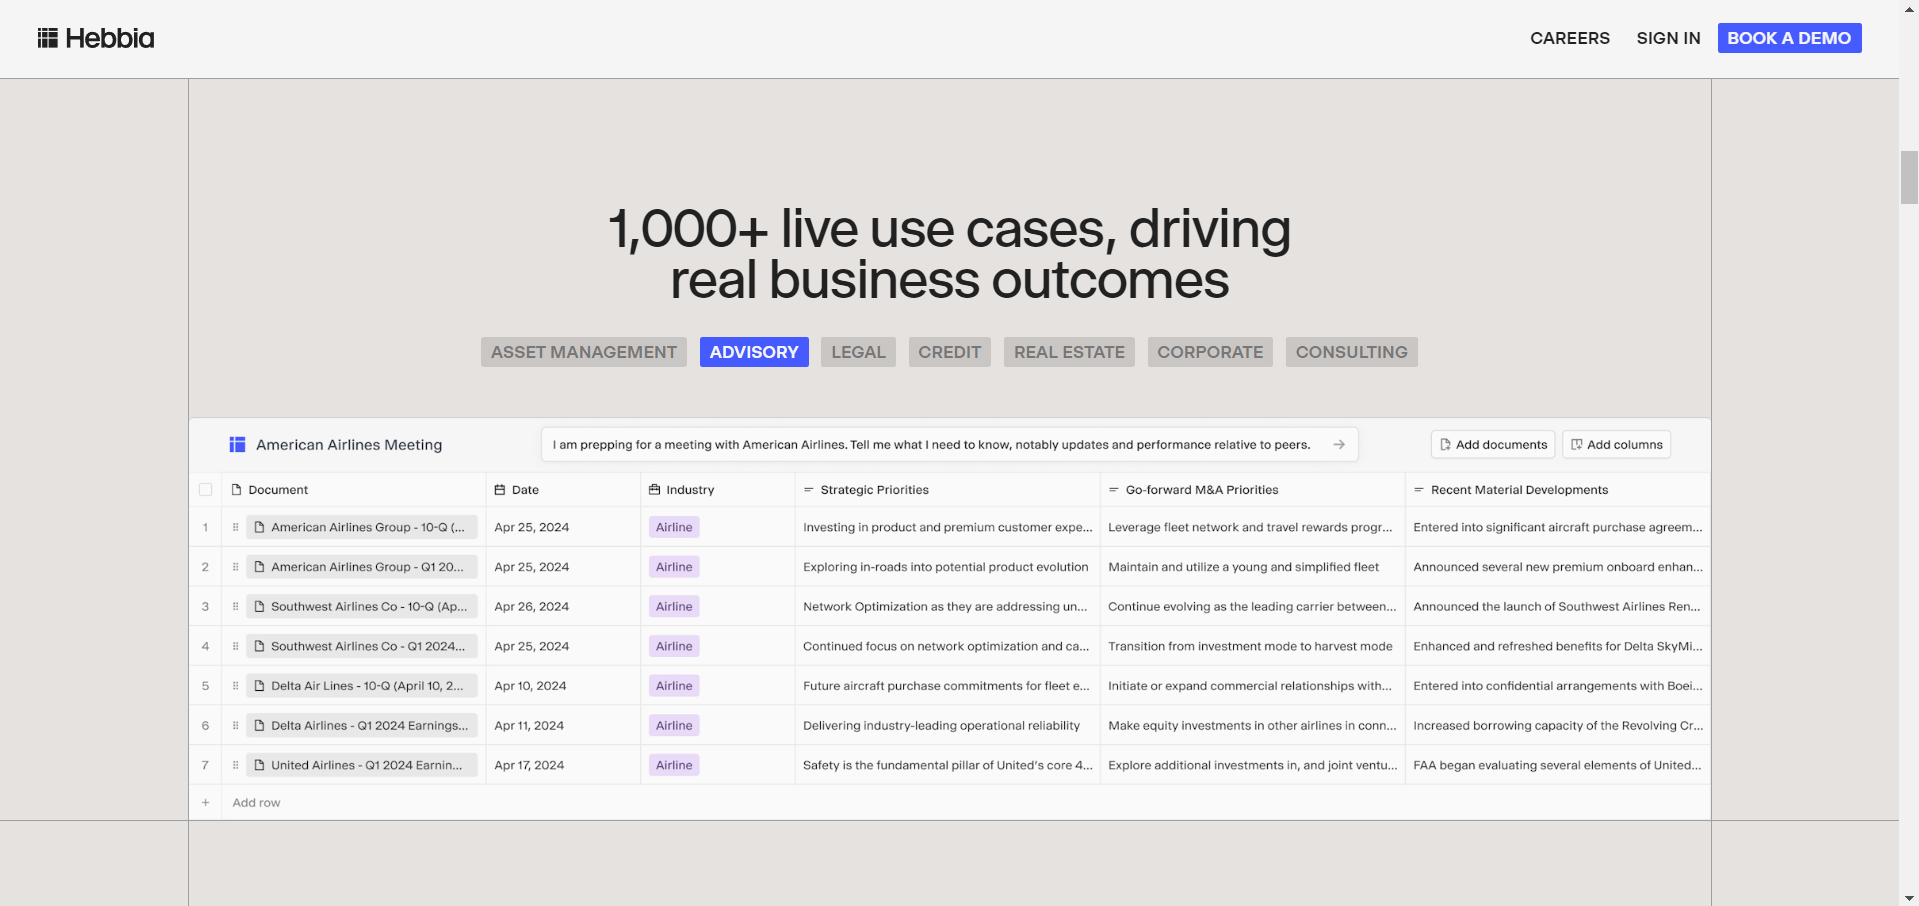 Hebbia
CAREERS
SIGN IN
BOOK A DEMO
1,000+ live use cases, driving
real business outcomes
ASSET MANAGEMENT
ADVISORY
LEGAL
CREDIT
REAL ESTATE
CORPORATE
CONSULTING
American Airlines Meeting
I am prepping for a meeting with American Airlines. Tell me what I need to know, notably updates and performance relative to peers.
Add documents
Add columns
Document Date Industry Strategic Priorities Go-forward M&A Priorities Recent Material Developments
1 American Airlines Group - 10-Q (... Apr 25, 2024 Airline Investing in product and premium customer expe... Leverage fleet network and travel rewards progr... Entered into significant aircraft purchase agreem...
2 American Airlines Group - Q1 20... Apr 25, 2024 Airline Exploring in-roads into potential product evolution Maintain and utilize a young and simplified fleet Announced several new premium onboard enhan...
3 Southwest Airlines Co - 10-Q (Ap... Apr 26, 2024 Airline Network Optimization as they are addressing un... Continue evolving as the leading carrier between... Announced the launch of Southwest Airlines Ren...
4 Southwest Airlines Co - Q1 2024... Apr 25, 2024 Airline Continued focus on network optimization and ca... Transition from investment mode to harvest mode Enhanced and refreshed benefits for Delta SkyMi...
5 Delta Air Lines - 10-Q (April 10, 2... Apr 10, 2024 Airline Future aircraft purchase commitments for fleet e... Initiate or expand commercial relationships with... Entered into confidential arrangements with Boei...
6 Delta Airlines - Q1 2024 Earnings... Apr 11, 2024 Airline Delivering industry-leading operational reliability Make equity investments in other airlines in conn... Increased borrowing capacity of the Revolving Cr...
7 United Airlines - Q1 2024 Earnin... Apr 17, 2024 Airline Safety is the fundamental pillar of United's core 4... Explore additional investments in, and joint ventu... FAA began evaluating several elements of United...
+ Add row